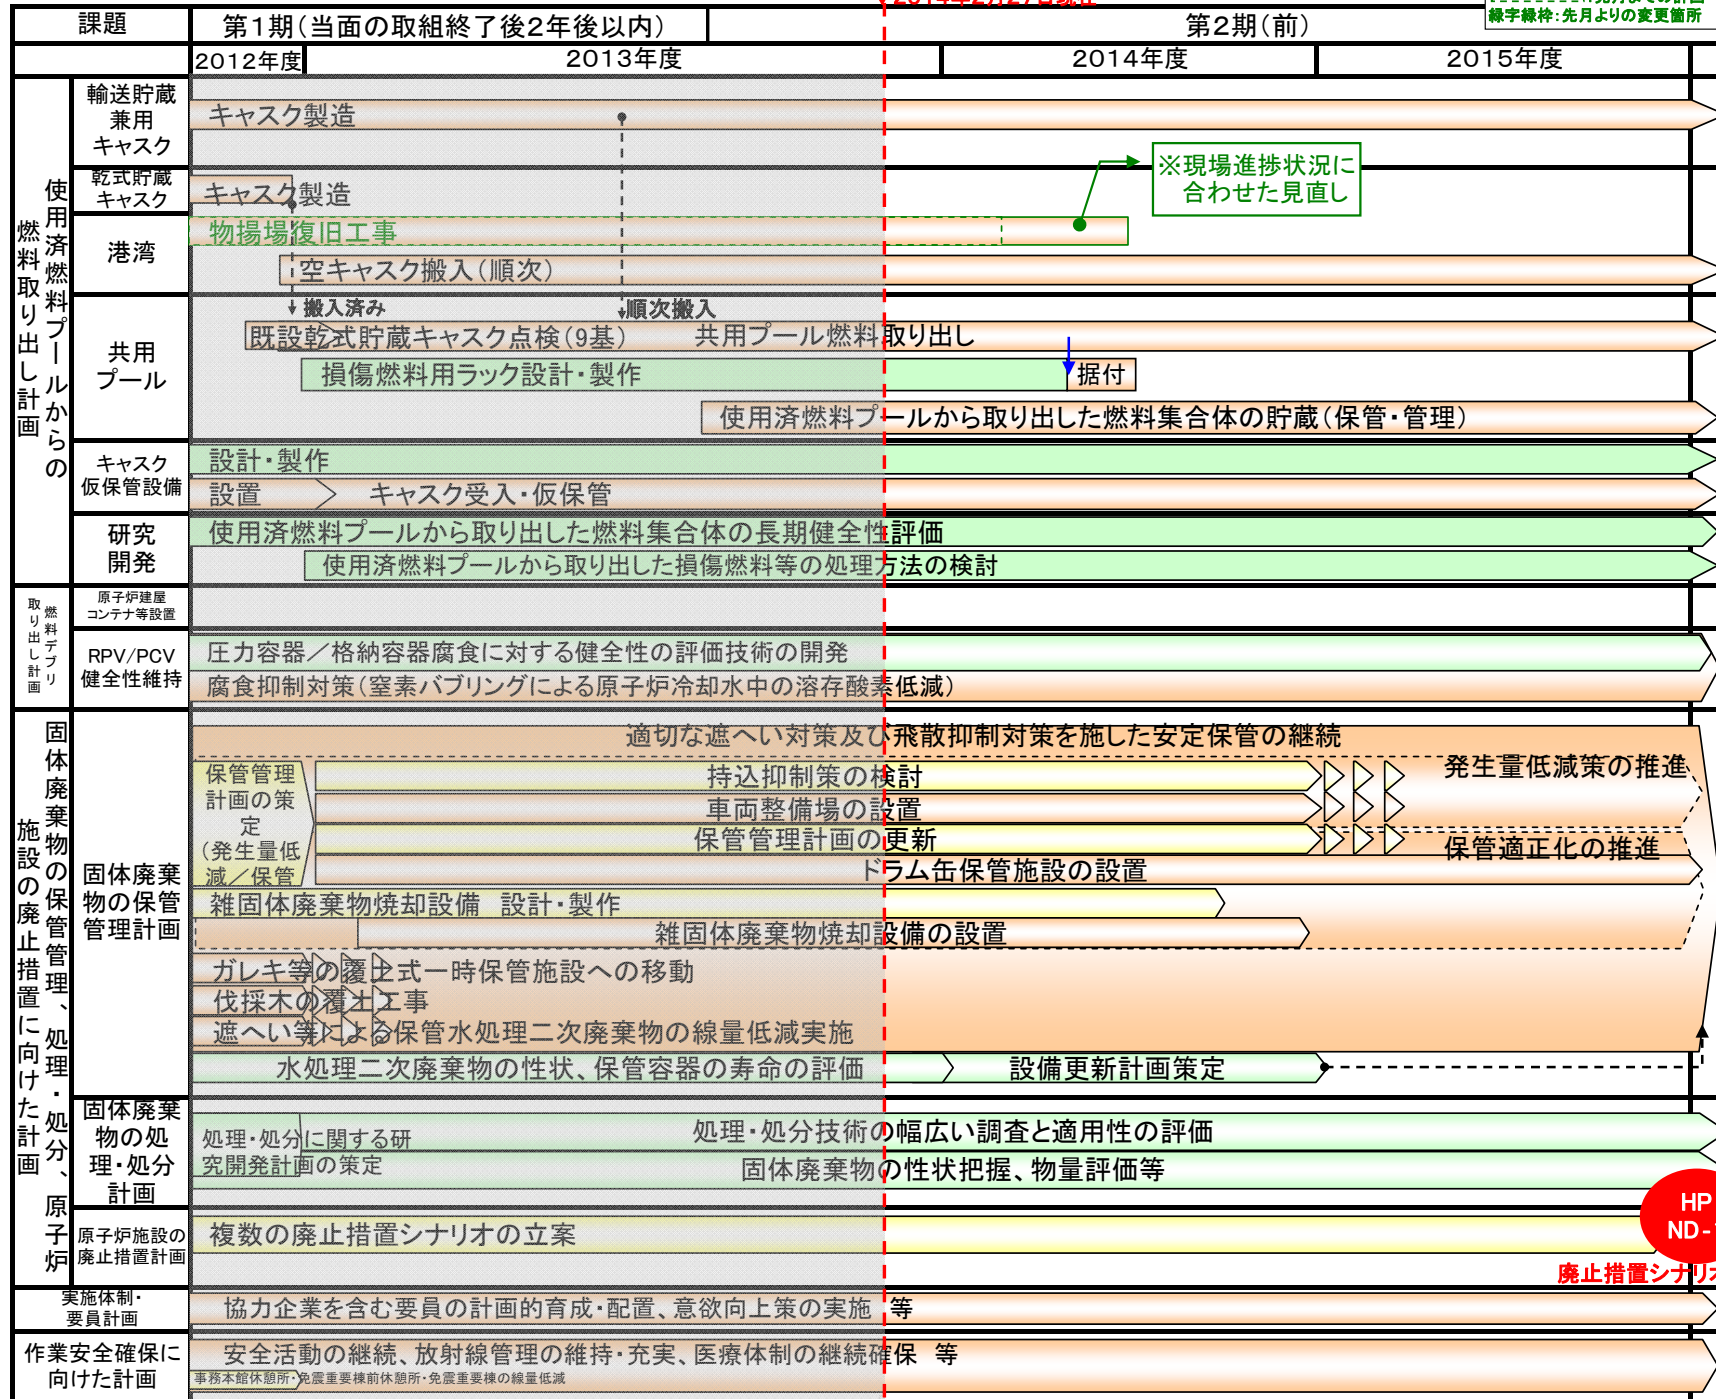 2014年2月27日現在
緑字緑枠：先月よりの変更箇所
課題
第1期（当面の取組終了後2年後以内）
第2期（前）
2012年度
2013年度
2014年度
2015年度
使用済燃料プールからの
燃料取り出し計画
輸送貯蔵
兼用
キャスク
キャスク製造
乾式貯蔵
キャスク
キャスク製造
※現場進捗状況に
合わせた見直し
港湾
物揚場復旧工事
空キャスク搬入（順次）
搬入済み
順次搬入
共用
プール
既設乾式貯蔵キャスク点検（9基）
共用プール燃料取り出し
損傷燃料用ラック設計・製作
据付
使用済燃料プールから取り出した燃料集合体の貯蔵（保管・管理）
キャスク
仮保管設備
設計・製作
設置
キャスク受入・仮保管
研究
開発
使用済燃料プールから取り出した燃料集合体の長期健全性評価
使用済燃料プールから取り出した損傷燃料等の処理方法の検討
燃料デブリ
取り出し計画
原子炉建屋
コンテナ等設置
RPV/PCV
健全性維持
圧力容器／格納容器腐食に対する健全性の評価技術の開発
腐食抑制対策（窒素バブリングによる原子炉冷却水中の溶存酸素低減）
固体廃棄物の保管管理、処理・処分、原子炉
施設の廃止措置に向けた計画
固体廃棄
物の保管
管理計画
適切な遮へい対策及び飛散抑制対策を施した安定保管の継続
保管管理
計画の策
定
（発生量低
減／保管
持込抑制策の検討
発生量低減策の推進
車両整備場の設置
保管管理計画の更新
保管適正化の推進
ドラム缶保管施設の設置
雑固体廃棄物焼却設備 設計・製作
雑固体廃棄物焼却設備の設置
ガレキ等の覆土式一時保管施設への移動
伐採木の覆土工事
遮へい等による保管水処理二次廃棄物の線量低減実施
水処理二次廃棄物の性状、保管容器の寿命の評価
設備更新計画策定
固体廃棄
物の処
理・処分
計画
処理・処分に関する研
究開発計画の策定
処理・処分技術の幅広い調査と適用性の評価
固体廃棄物の性状把握、物量評価等
原子炉施設の
廃止措置計画
複数の廃止措置シナリオの立案
HP
ND-
廃止措置シナリオ
実施体制・
要員計画
協力企業を含む要員の計画的育成・配置、意欲向上策の実施 等
作業安全確保に
向けた計画
安全活動の継続、放射線管理の維持・充実、医療体制の継続確保 等
事務本館休憩所・免震重要棟前休憩所・免震重要棟の線量低減